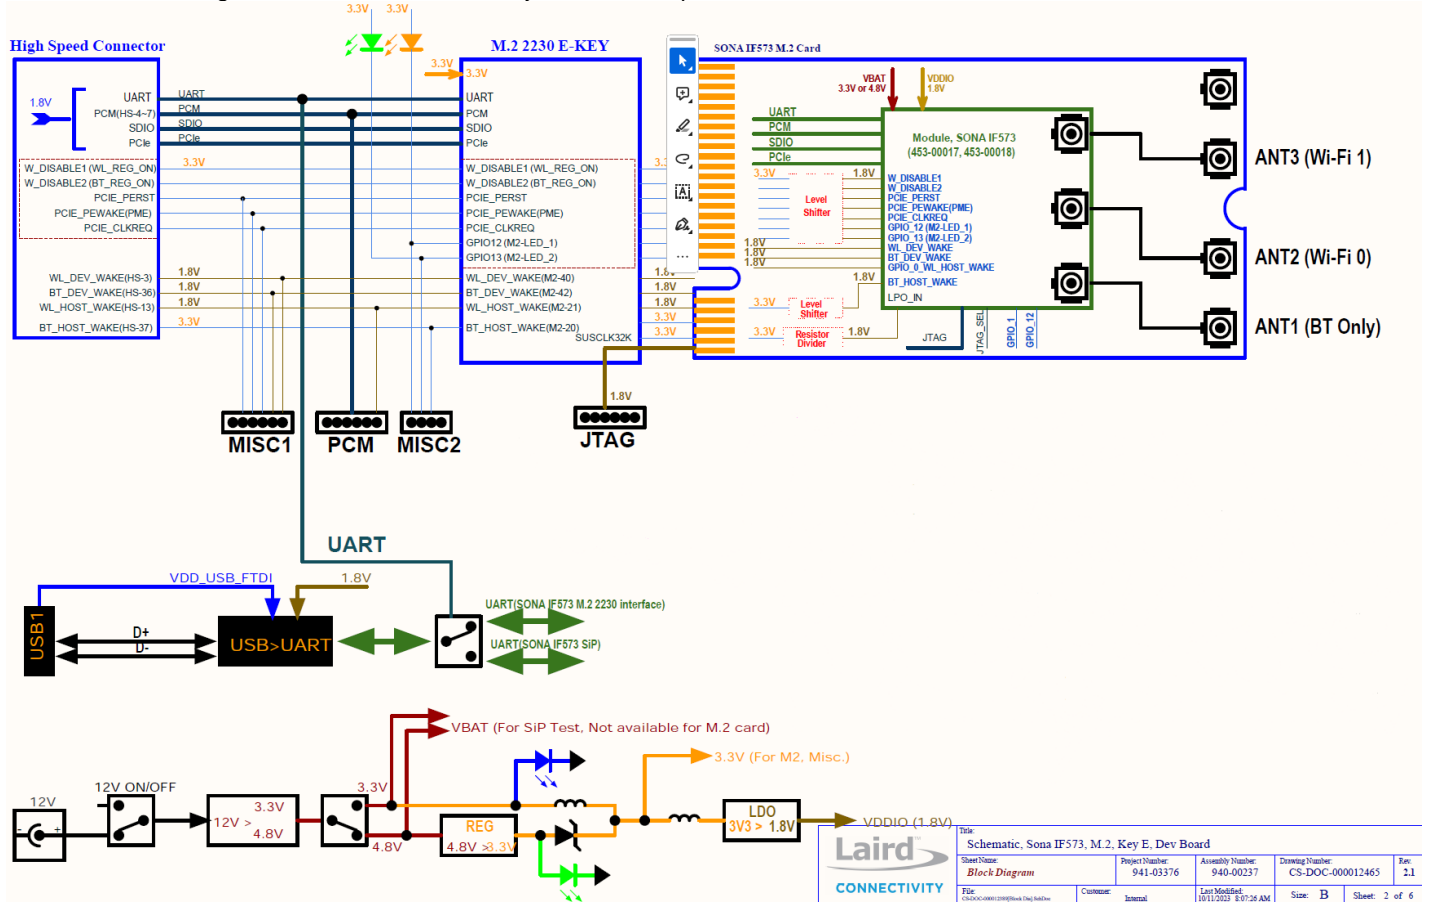 3.3V 3.3V
High Speed Connector
M.2 2230 E-KEY
SONA IF573 M.2 Card
3.3V 3.3V
1.8V
UART
PCM(HS-4~7)
SDIO
PCIe
UART
PCM
SDIO
PCIe
UART
PCM
SDIO
PCIe
W_DISABLE1 (WL_REG_ON)
W_DISABLE2 (BT_REG_ON)
PCIE_PERST
PCIE_PEWAKE(PME)
PCIE_CLKREQ
3.3V
W_DISABLE1 (WL_REG_ON)
W_DISABLE2 (BT_REG_ON)
PCIE_PERST
PCIE_PEWAKE(PME)
PCIE_CLKREQ
GPIO12 (M2-LED_1)
GPIO13 (M2-LED_2)
WL_DEV_WAKE(HS-3)
BT_DEV_WAKE(HS-36)
WL_HOST_WAKE(HS-13)
BT_HOST_WAKE(HS-37)
1.8V
1.8V
1.8V
3.3V
WL_DEV_WAKE(M2-40)
BT_DEV_WAKE(M2-42)
WL_HOST_WAKE(M2-21)
BT_HOST_WAKE(M2-20)
SUSCLK32K
1.8V
1.8V
3.3V
3.3V
A
VBAT
3.3V or 4.8V
VDDIO
1.8V
UART
PCM
SDIO
PCIe
Module, SONA IF573
(453-00017, 453-00018)
3.3V
1.8V
Level
Shifter
W_DISABLE1
W_DISABLE2
PCIE_PERST
PCIE_PEWAKE(PME)
PCIE_CLKREQ
GPIO_12 (M2-LED_1)
GPIO_13 (M2-LED_2)
WL_DEV_WAKE
BT_DEV_WAKE
GPIO_0_WL_HOST_WAKE
BT_HOST_WAKE
LPO_IN
1.8V
1.8V
1.8V
1.8V
3.3V
Level
Shifter
3.3V
Resistor
Divider
1.8V
JTAG
JTAG_SEL
GPIO_1
GPIO_12
ANT3 (Wi-Fi 1)
ANT2 (Wi-Fi 0)
ANT1 (BT Only)
1.8V
MISC1
PCM
MISC2
JTAG
UART
VDD_USB_FTDI
1.8V
USB1
D+
D-
USB>UART
UART(SONA IF573 M.2 2230 interface)
UART(SONA IF573 SiP)
VBAT (For SiP Test, Not available for M.2 card)
3.3V (For M2, Misc.)
12V
- +
12V ON/OFF
12V >
3.3V
4.8V
3.3V
4.8V
REG
4.8V >3.3V
LDO
3V3 > 1.8V
VDDIO (1.8V)
Laird
CONNECTIVITY
Title:
Schematic, Sona IF573, M.2, Key E, Dev Board
Sheet Name:
Block Diagram
Project Number:
941-03376
Assembly Number:
940-00237
Drawing Number:
CS-DOC-000012465
Rev.
2.1
File:
Customer:
Internal
Last Modified:
10/11/2023 8:07:26 AM
Size: B
Sheet: 2 of 6